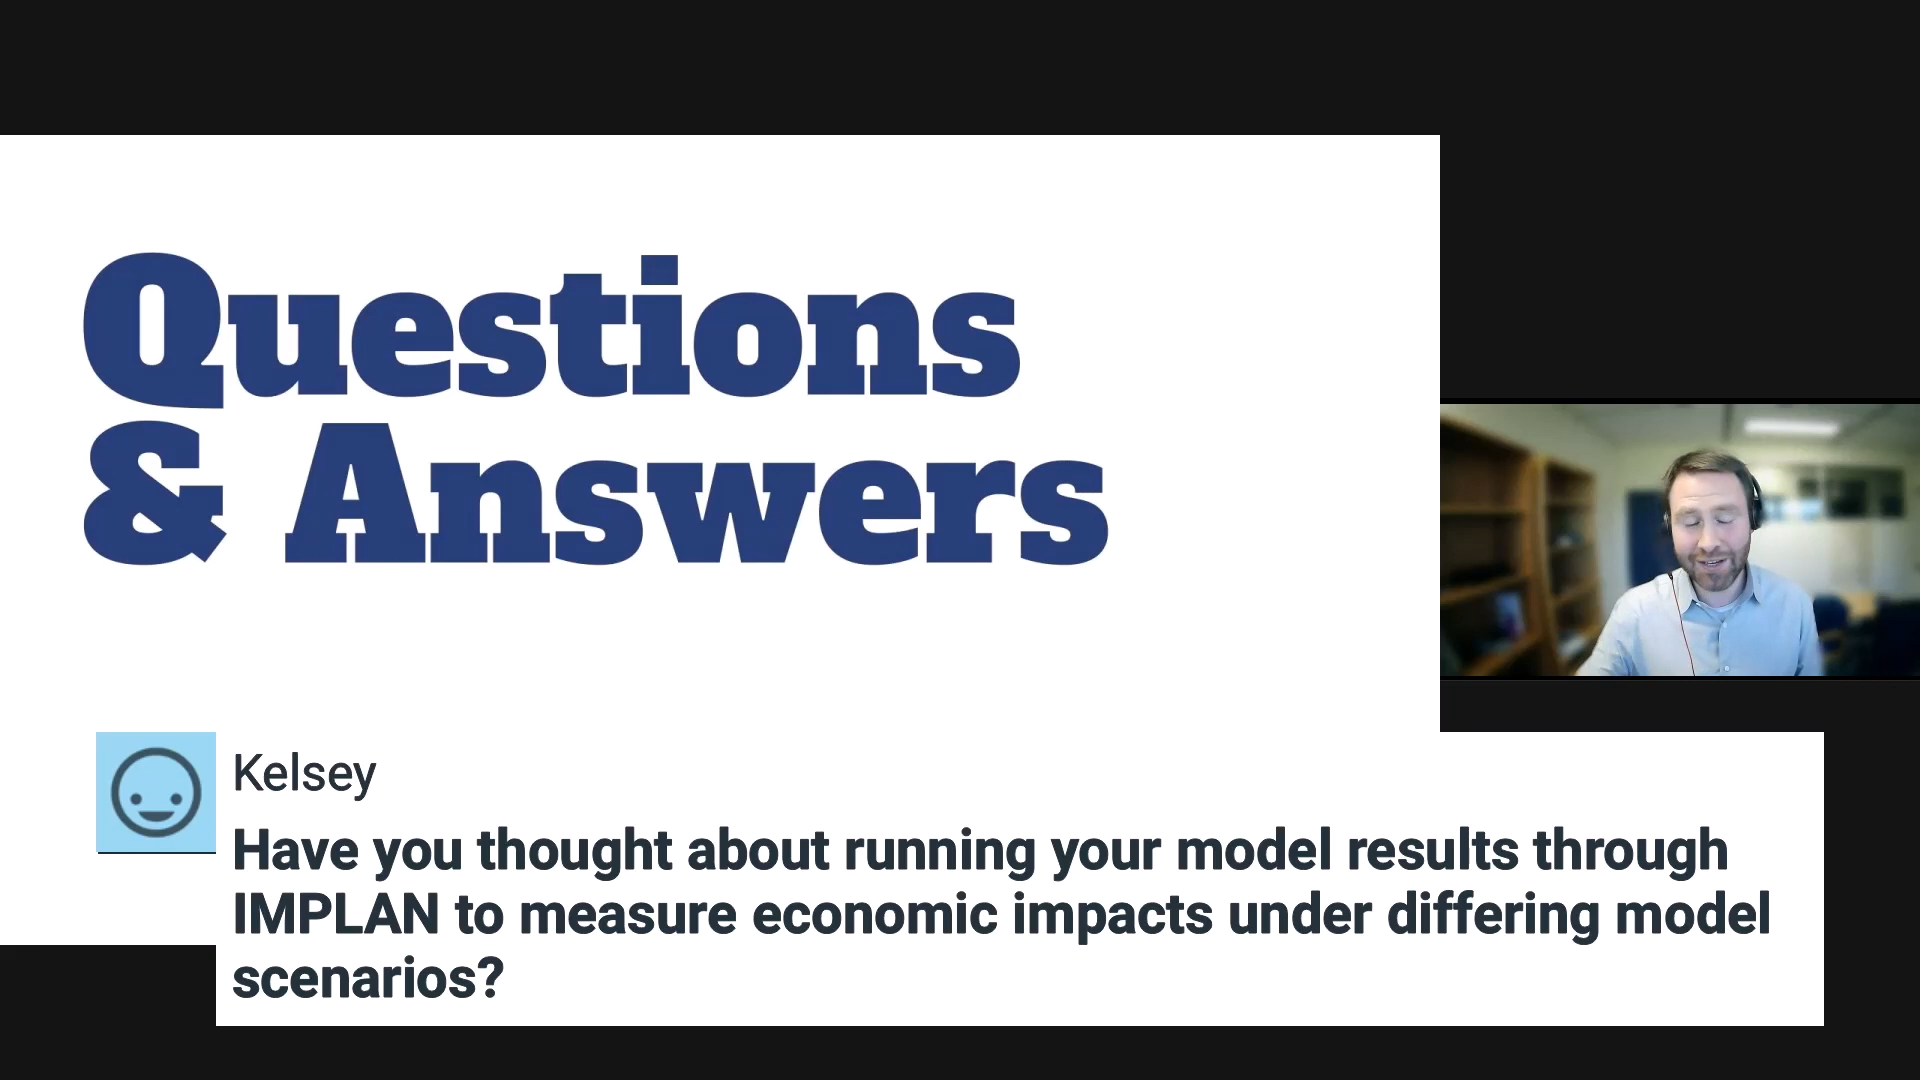 Questions
& Answers
Kelsey
Have you thought about running your model results through
IMPLAN to measure economic impacts under differing model
scenarios?